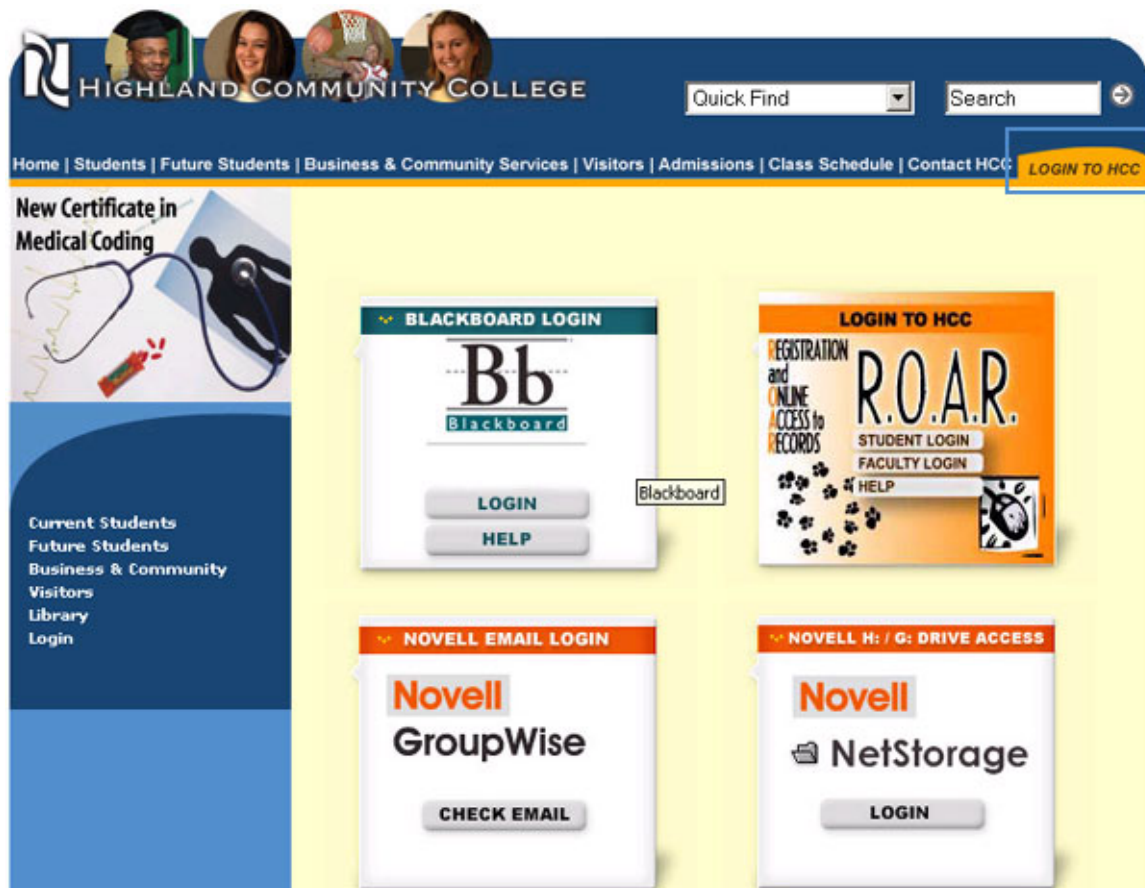 HIGHLAND COMMUNITY COLLEGE
Quick Find
Search
Home | Students | Future Students | Business & Community Services | Visitors | Admissions | Class Schedule | Contact HCC
LOGIN TO HCC
New Certificate in
Medical Coding
Current Students
Future Students
Business & Community
Visitors
Library
Login
BLACKBOARD LOGIN
Bb
Blackboard
LOGIN
HELP
Blackboard
LOGIN TO HCC
REGISTRATION
and
ONLINE
ACCESS to
RECORDS
R.O.A.R.
STUDENT LOGIN
FACULTY LOGIN
HELP
NOVELL EMAIL LOGIN
Novell
GroupWise
CHECK EMAIL
NOVELL H: / G: DRIVE ACCESS
Novell
NetStorage
LOGIN